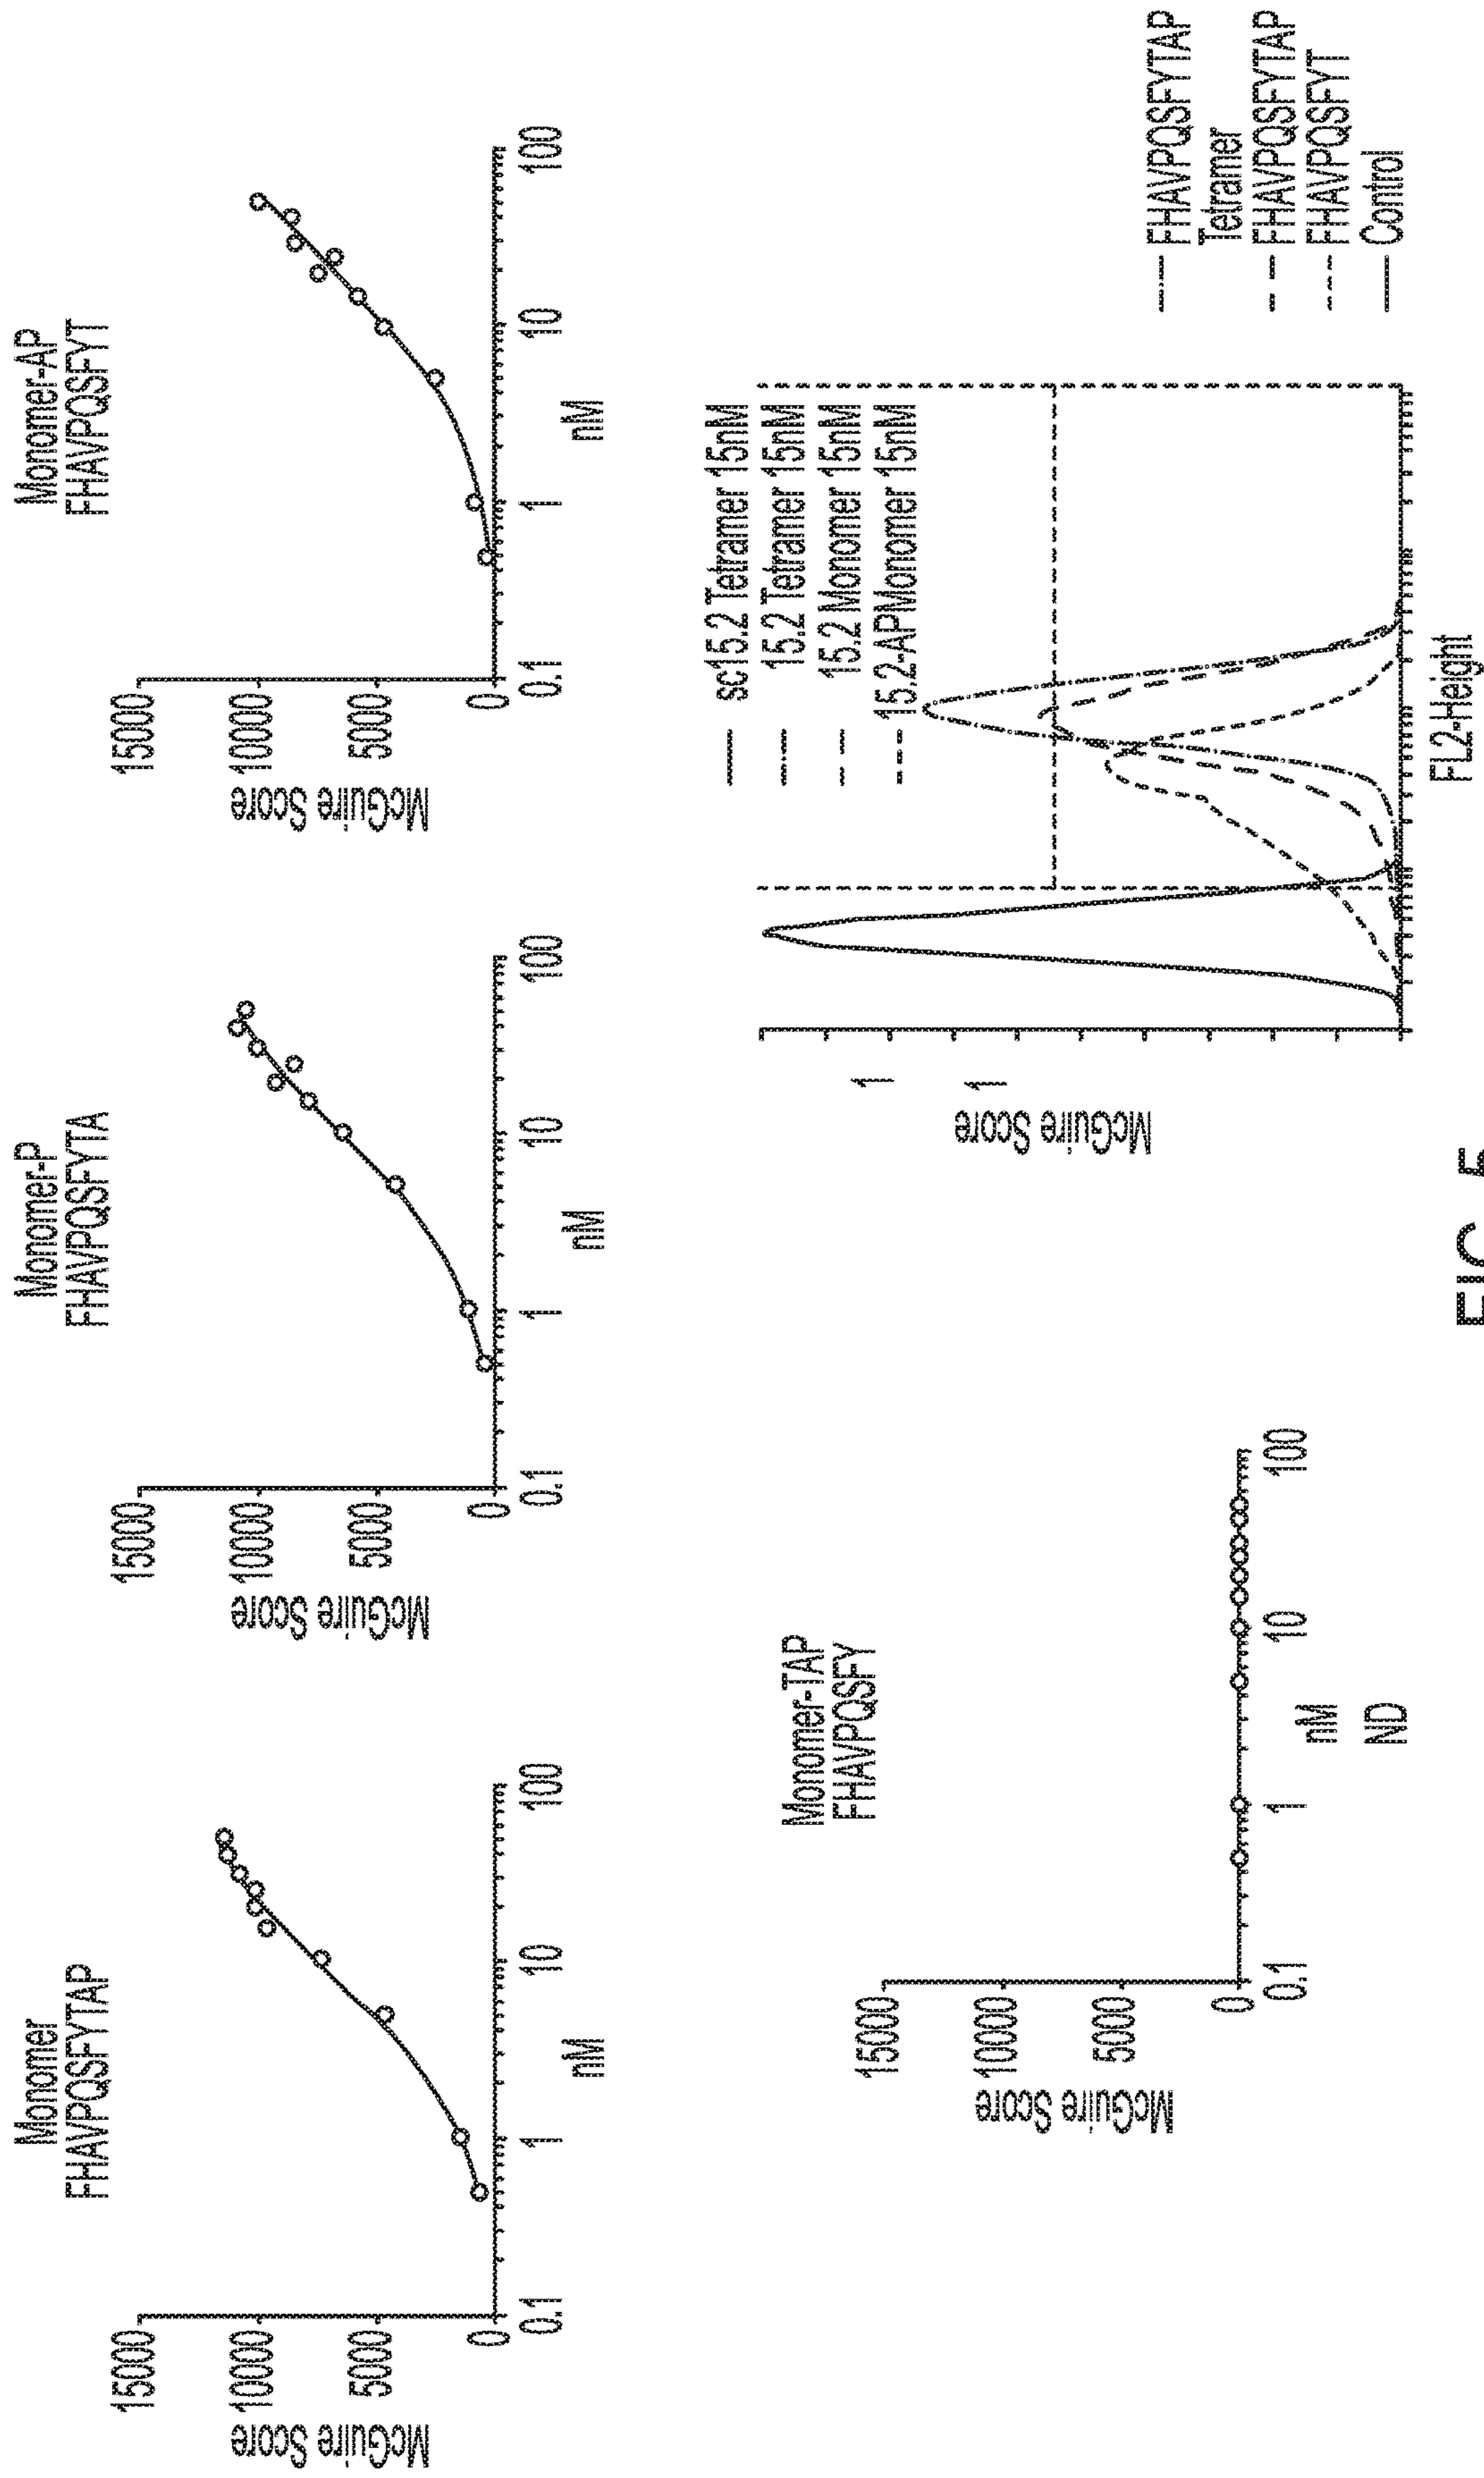 Monomer
FHAVPQSFYTAP
McGuire Score
15000
10000
5000
0
0.1
1
10
100
nM
Monomer-P
FHAVPQSFYTA
McGuire Score
15000
10000
5000
0
0.1
1
10
100
nM
Monomer-AP
FHAVPQSFYT
McGuire Score
15000
10000
5000
0
0.1
1
10
100
nM
Monomer-TAP
FHAVPQSFY
McGuire Score
15000
10000
5000
0
0.1
1
10
100
nM
ND
McGuire Score
1
1
sc15.2 Tetramer 15nM
15.2 Tetramer 15nM
15.2 Monomer 15nM
15.2-APMonomer 15nM
FL2-Height
FHAVPQSFYTAP
Tetramer
FHAVPQSFYTAP
FHAVPQSFYT
Control
FIG. 5